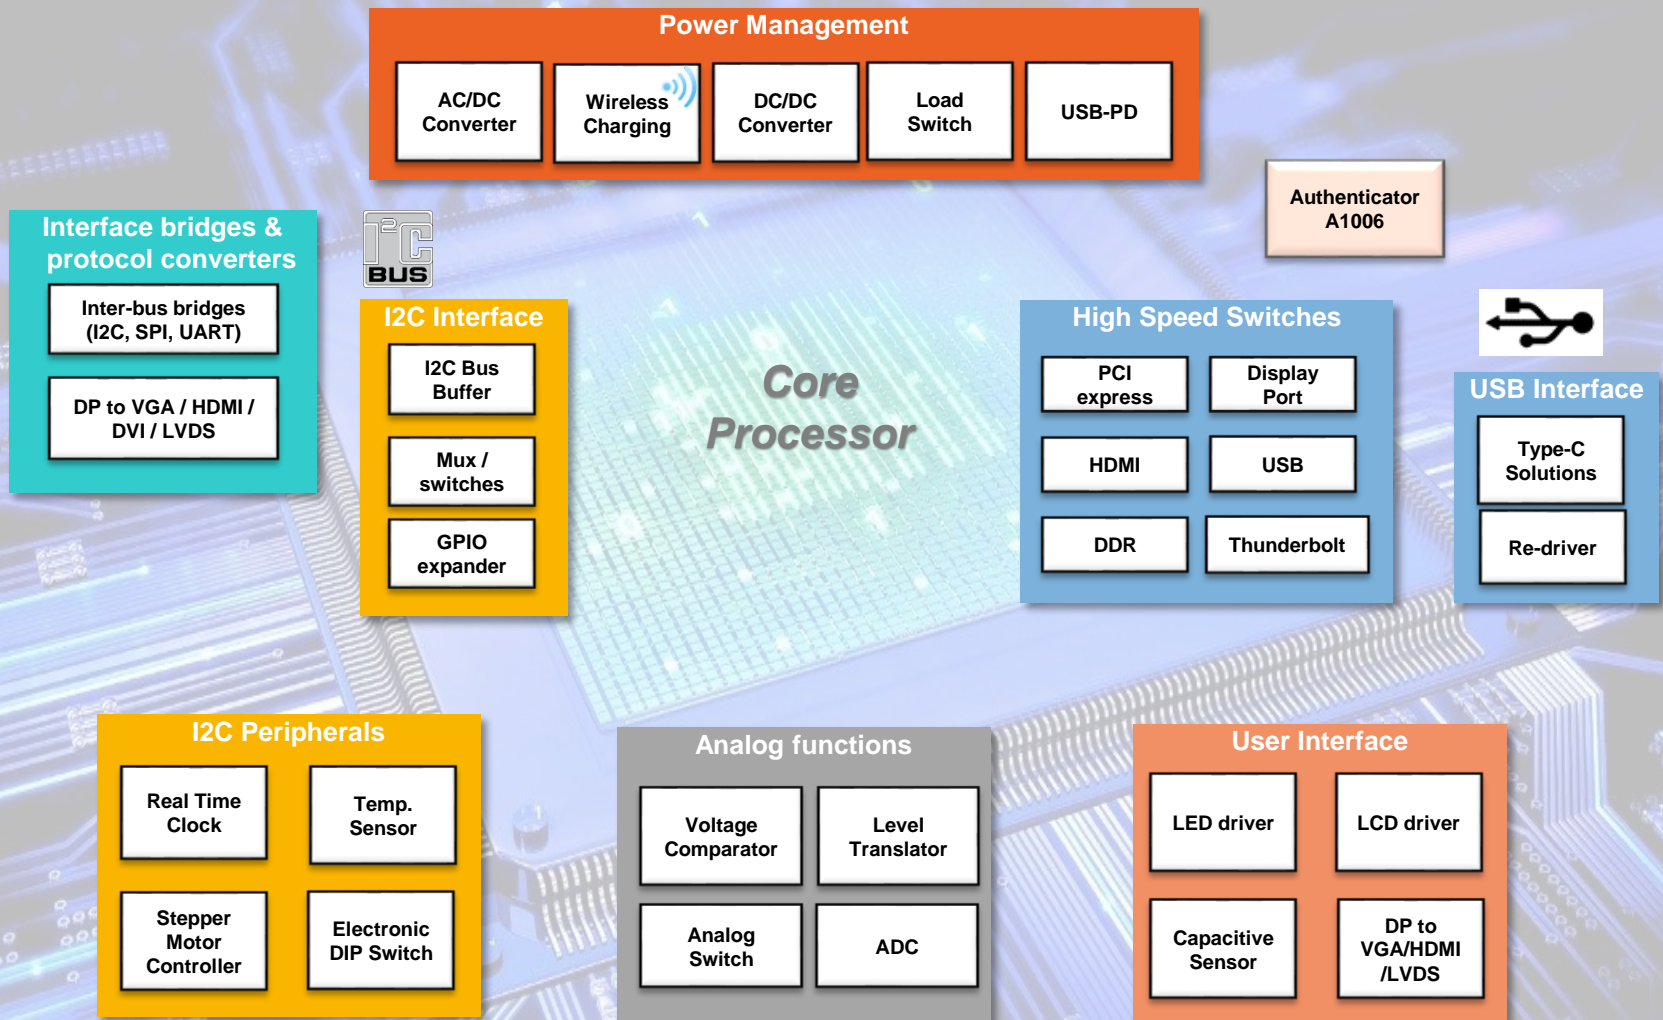 Power Management
AC/DC
Converter
Wireless
Charging
DC/DC
Converter
Load
Switch
USB-PD
Authenticator
A1006
Interface bridges &
protocol converters
Inter-bus bridges
(I2C, SPI, UART)
DP to VGA / HDMI /
DVI / LVDS
I2C
BUS
I2C Interface
I2C Bus
Buffer
Mux /
switches
GPIO
expander
Core
Processor
High Speed Switches
PCI
express
Display
Port
HDMI
USB
DDR
Thunderbolt
USB Interface
Type-C
Solutions
Re-driver
I2C Peripherals
Real Time
Clock
Temp.
Sensor
Stepper
Motor
Controller
Electronic
DIP Switch
Analog functions
Voltage
Comparator
Level
Translator
Analog
Switch
ADC
User Interface
LED driver
LCD driver
Capacitive
Sensor
DP to
VGA/HDMI
/LVDS